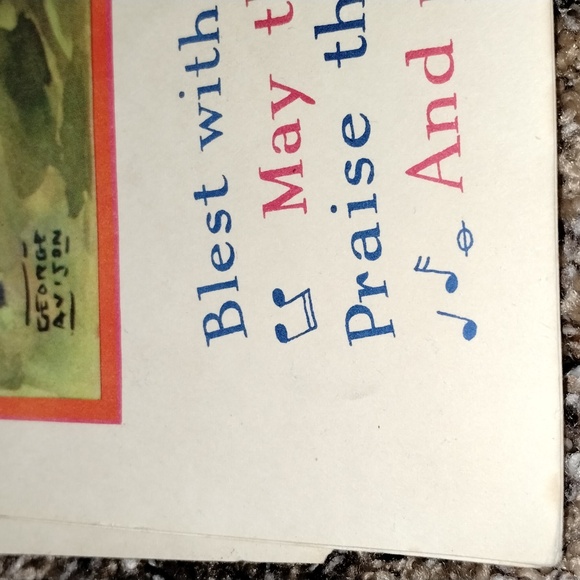 GEORGE
AVISON
Blest with
May t
Praise th
And